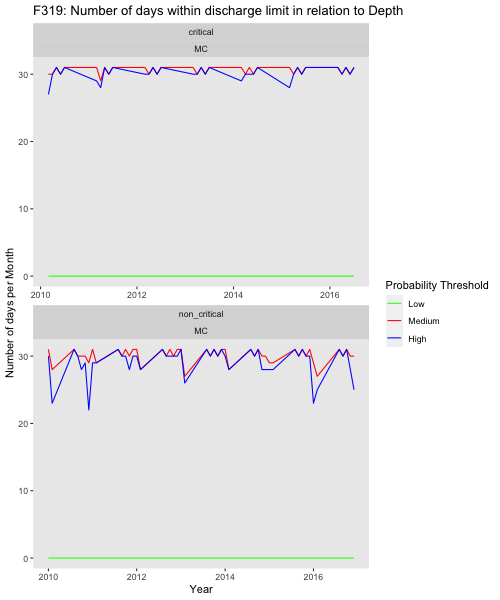 F319: Number of days within discharge limit in relation to Depth
critical
MC
30
20
10
0
2010 2012 2014 2016
non_critical
MC
30
20
10
0
2010 2012 2014 2016
Year
Number of days per Month
Probability Threshold
Low
Medium
High